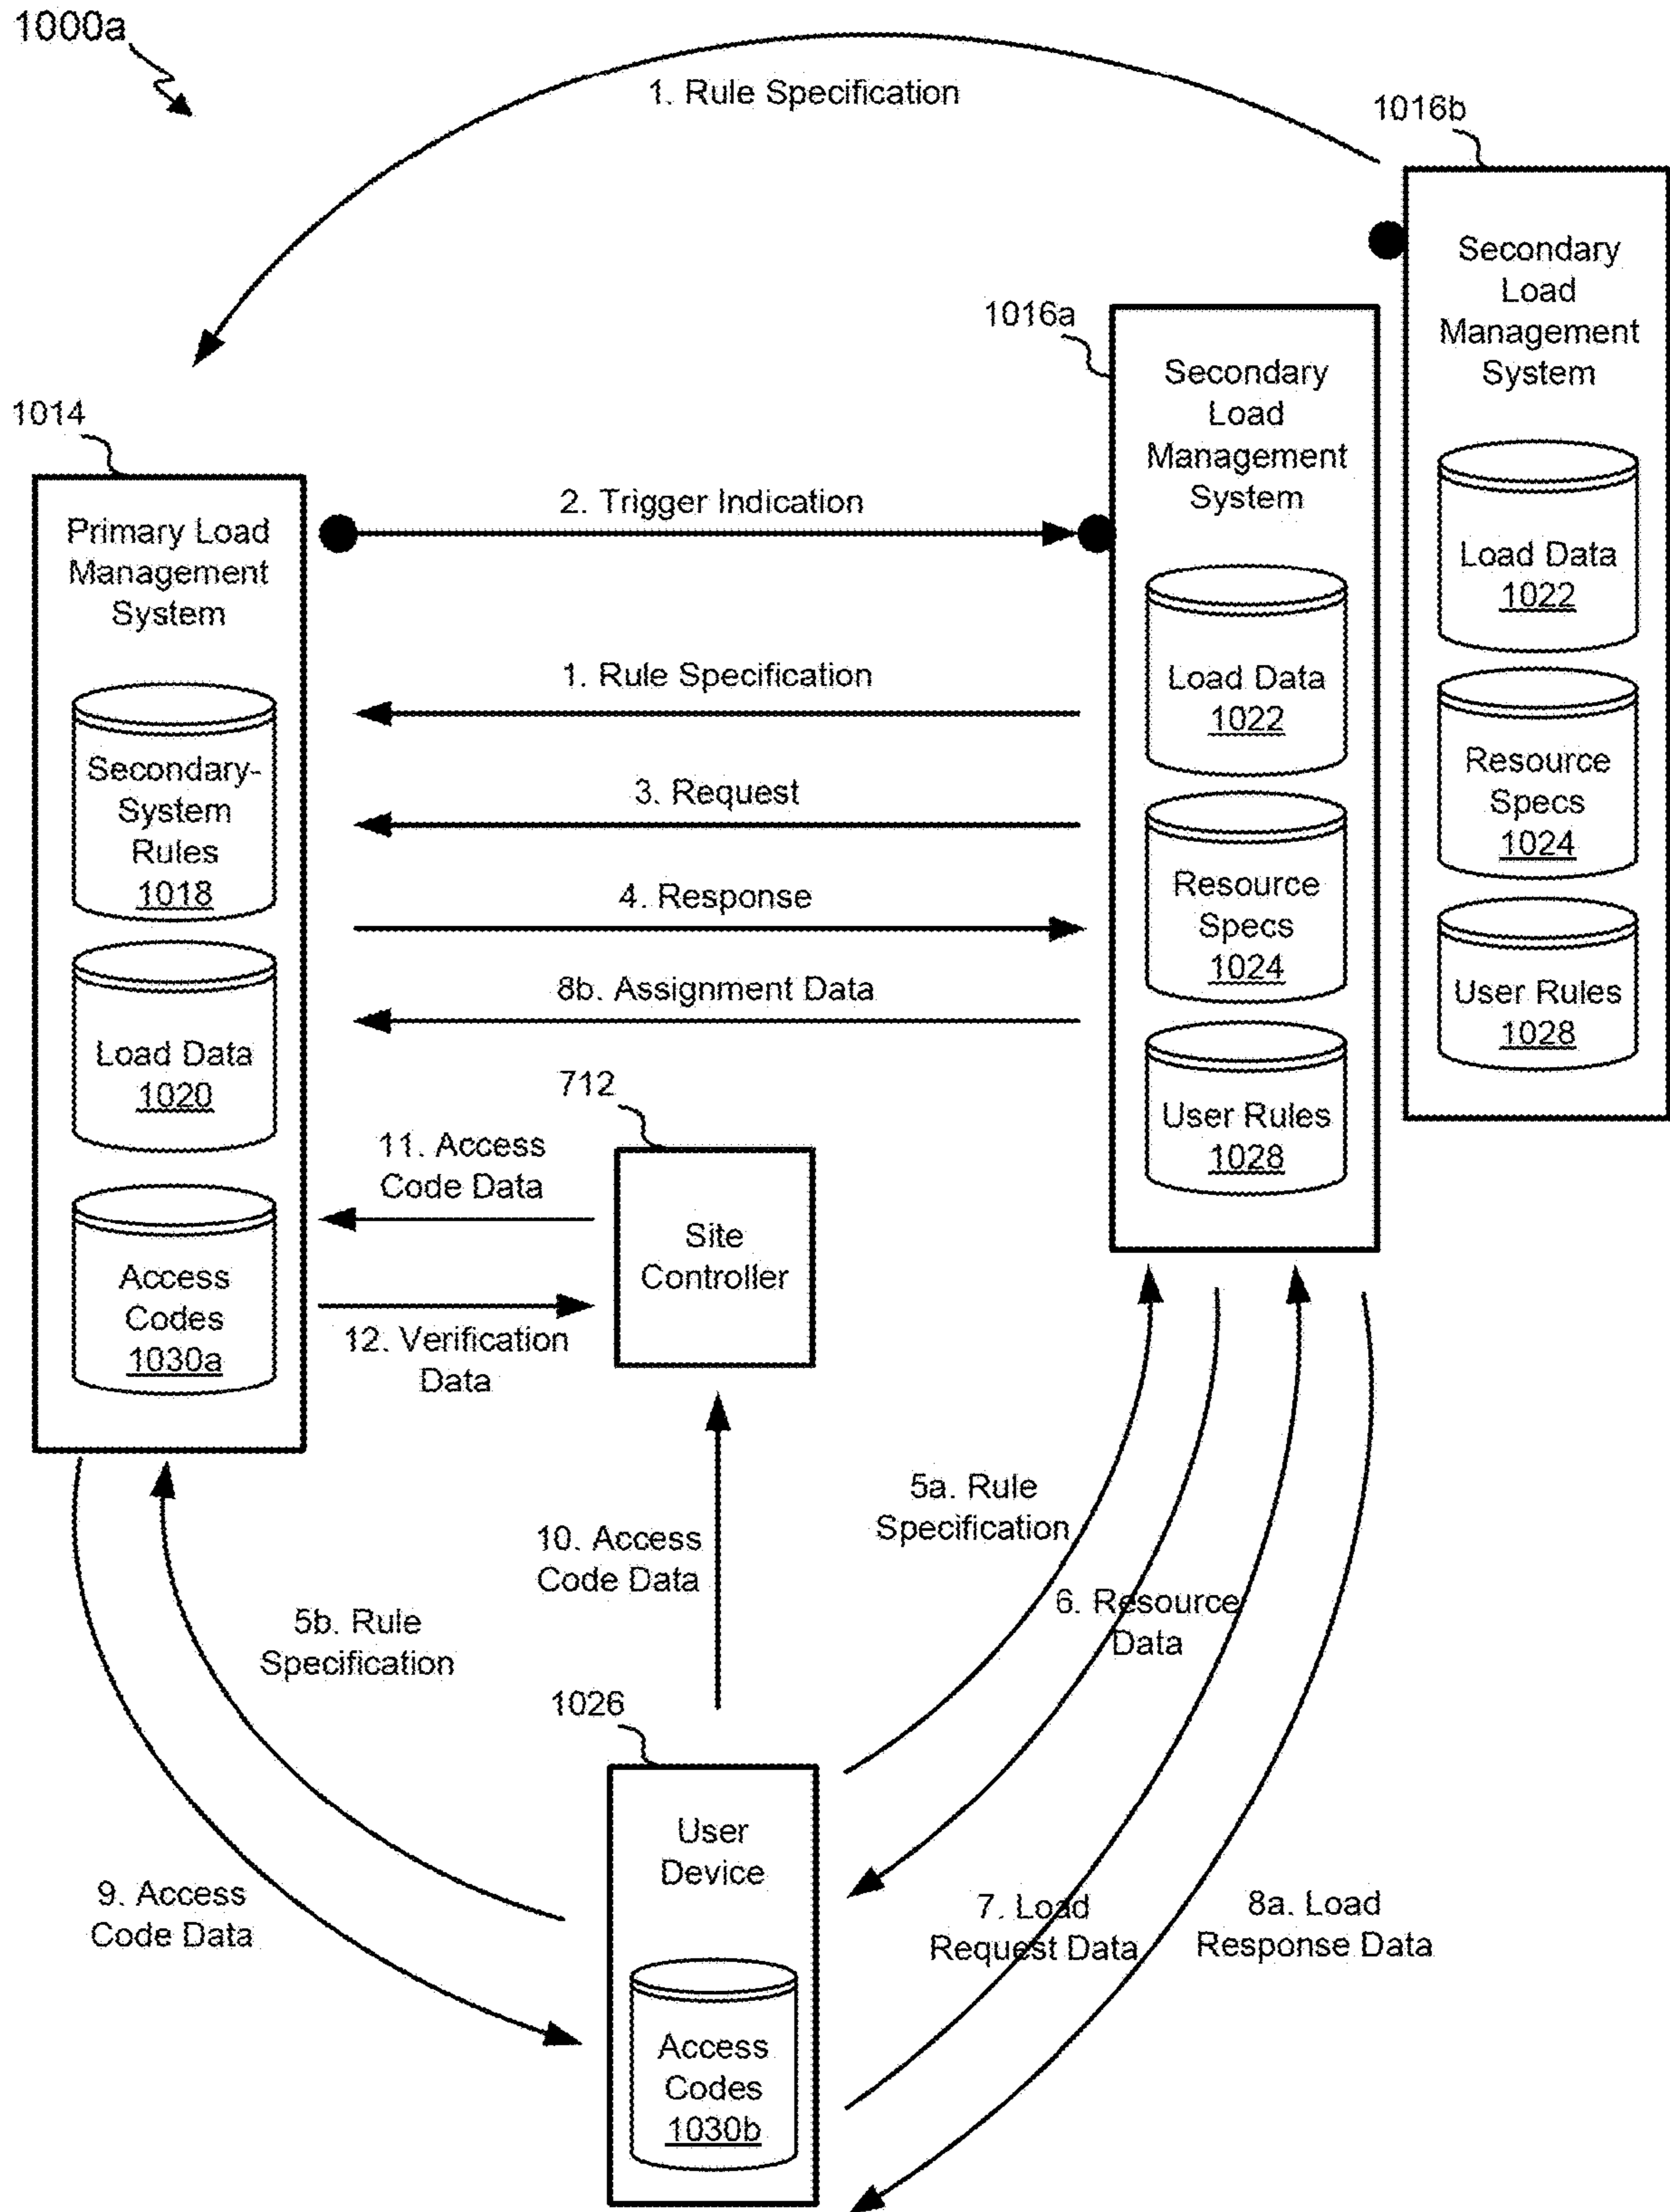 1000a
1. Rule Specification
1016b
Secondary
Load
Management
System
Load Data
1022
Resource
Specs
1024
User Rules
1028
1016a
Secondary
Load
Management
System
Load Data
1022
Resource
Specs
1024
User Rules
1028
1014
Primary Load
Management
System
Secondary-
System
Rules
1018
Load Data
1020
Access
Codes
1030a
2. Trigger Indication
1. Rule Specification
3. Request
4. Response
8b. Assignment Data
712
11. Access
Code Data
Site
Controller
12. Verification
Data
5a. Rule
Specification
10. Access
Code Data
6. Resource
Data
5b. Rule
Specification
1026
User
Device
Access
Codes
1030b
9. Access
Code Data
7. Load
Request Data
8a. Load
Response Data